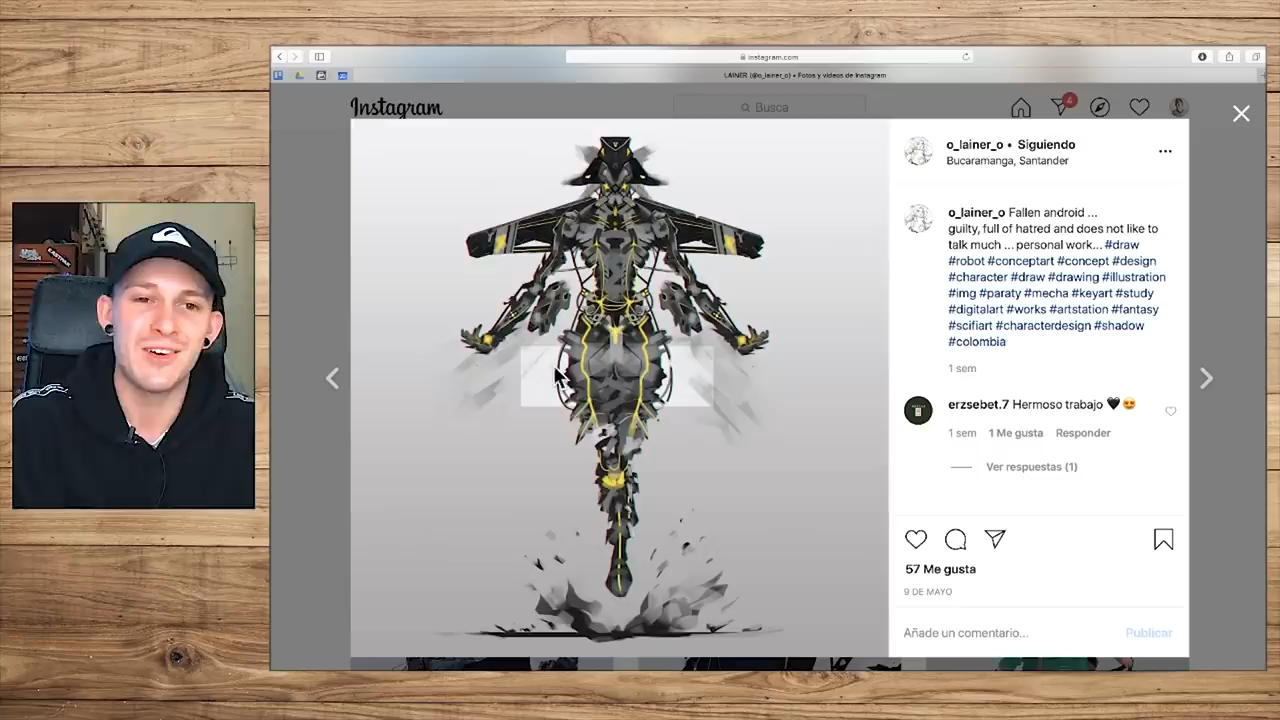 instagram.com
LAINER (@o_lainer_o) • Fotos y videos de Instagram
Instagram
Busca
4
o_lainer_o • Siguiendo
Bucaramanga, Santander
o_lainer_o Fallen android ...
guilty, full of hatred and does not like to
talk much ... personal work... #draw
#robot #conceptart #concept #design
#character #draw #drawing #illustration
#img #paraty #mecha #keyart #study
#digitalart #works #artstation #fantasy
#scifiart #characterdesign #shadow
#colombia
1 sem
erzsebet.7 Hermoso trabajo 🖤😍
1 sem 1 Me gusta Responder
Ver respuestas (1)
57 Me gusta
9 DE MAYO
Añade un comentario...
Publicar